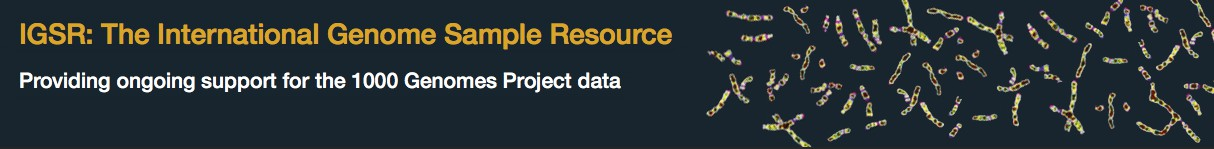 IGSR: The International Genome Sample Resource
Providing ongoing support for the 1000 Genomes Project data